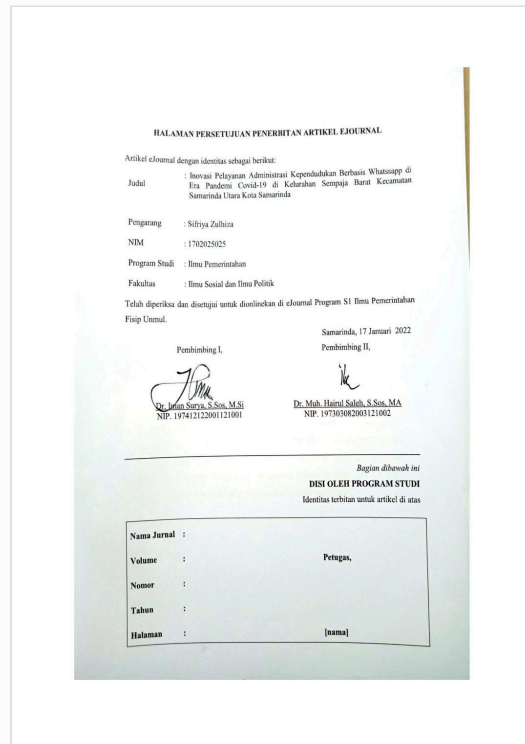 HALAMAN PERSETUJUAN PENERBITAN ARTIKEL EJOURNAL
Artikel eJournal dengan identitas sebagai berikut:
Judul : Inovasi Pelayanan Administrasi Kependudukan Berbasis Whatssapp di
Era Pandemi Covid-19 di Kelurahan Sempaja Barat Kecamatan
Samarinda Utara Kota Samarinda
Pengarang : Sifriya Zulhiza
NIM : 1702025025
Program Studi : Ilmu Pemerintahan
Fakultas : Ilmu Sosial dan Ilmu Politik
Telah diperiksa dan disetujui untuk dionlinekan di eJournal Program S1 Ilmu Pemerintahan
Fisip Unmul.
Samarinda, 17 Januari 2022
Pembimbing I, Pembimbing II,
Dr. Iman Surya, S.Sos, M.Si Dr. Muh. Hairul Saleh, S.Sos, MA
NIP. 197412122001121001 NIP. 197303082003121002
Bagian dibawah ini
DISI OLEH PROGRAM STUDI
Identitas terbitan untuk artikel di atas
Nama Jurnal :
Volume : Petugas,
Nomor :
Tahun :
Halaman : [nama]